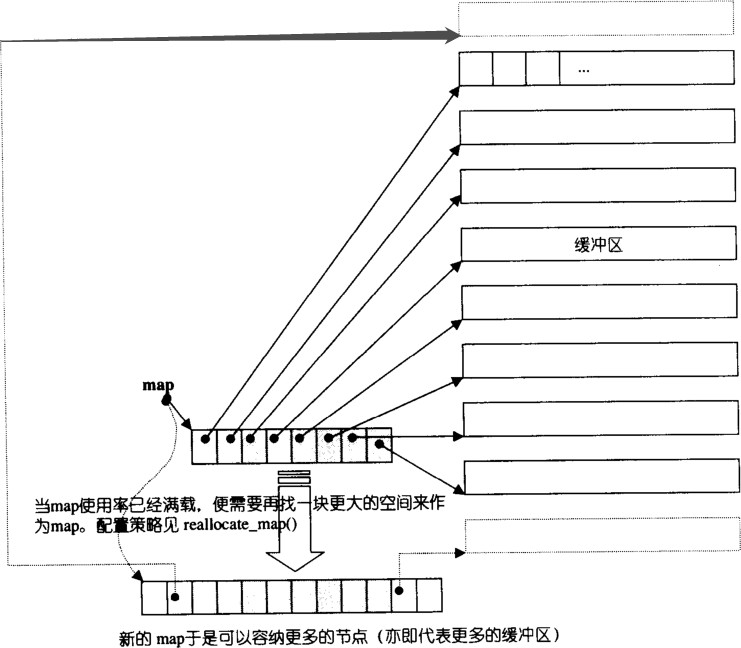 ...
缓冲区
map
当map使用率已经满载，便需要再找一块更大的空间来作
为map。配置策略见 reallocate_map()
新的 map于是可以容纳更多的节点（亦即代表更多的缓冲区）